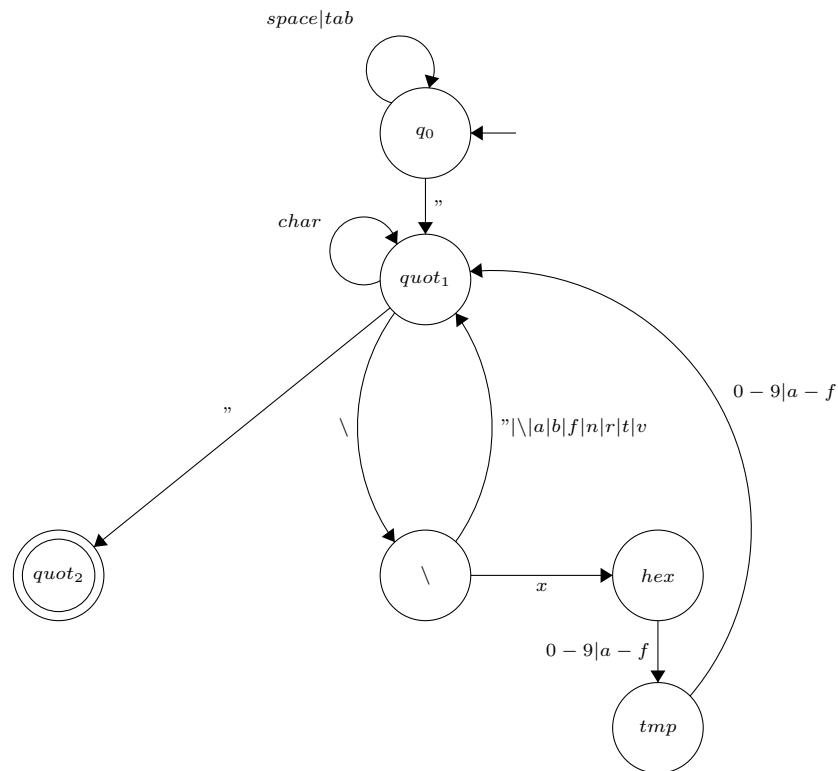 space|tab
q₀
”
char
quot₁
0 − 9|a − f
”
\
”|\|a|b|f|n|r|t|v
quot₂
\
x
hex
0 − 9|a − f
tmp